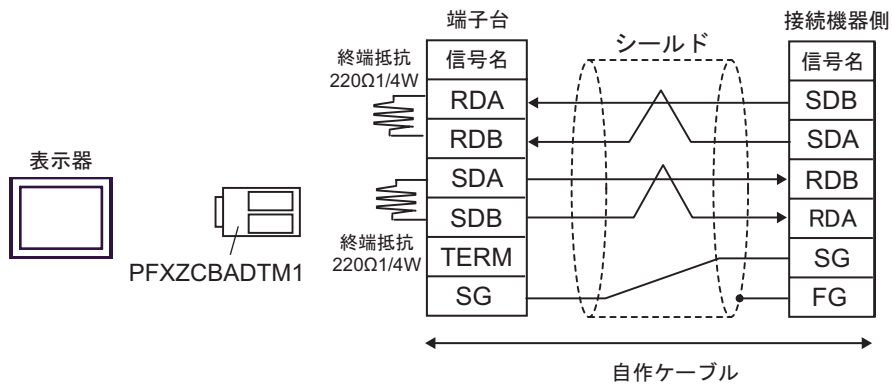 端子台
接続機器側
シールド
終端抵抗
220Ω1/4W
信号名
信号名
RDA
SDB
RDB
SDA
表示器
SDA
RDB
SDB
RDA
終端抵抗
220Ω1/4W
TERM
SG
PFXZCBADTM1
SG
FG
自作ケーブル